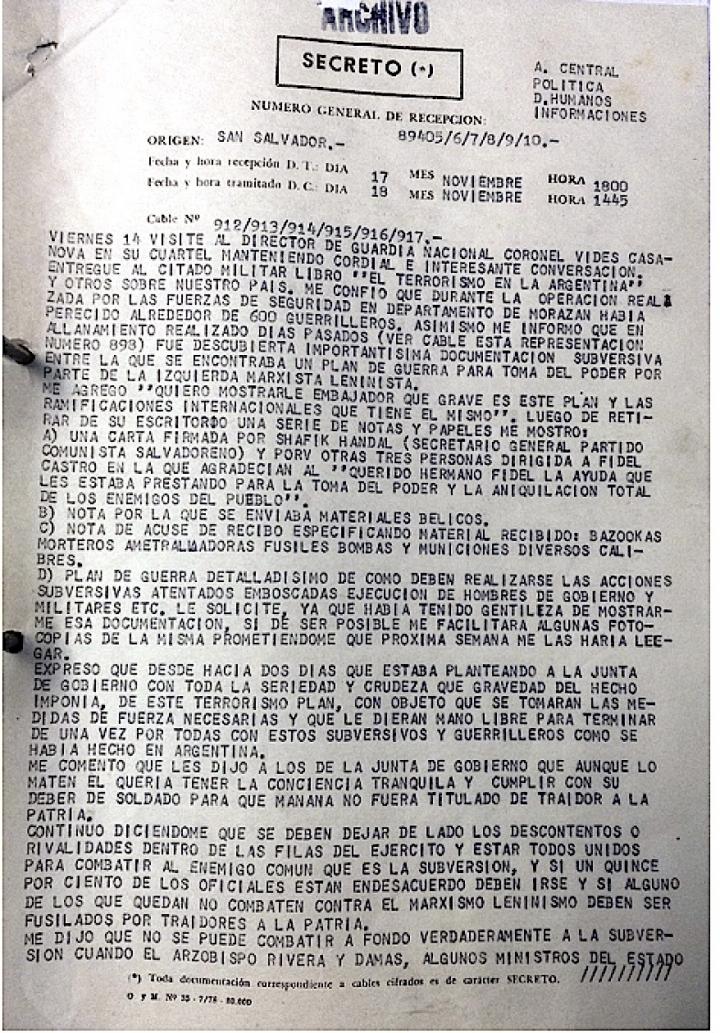 ARCHIVO
SECRETO (*)
A. CENTRAL
POLITICA
D.HUMANOS
INFORMACIONES
NUMERO GENERAL DE RECEPCION:
ORIGEN: SAN SALVADOR.- 89405/6/7/8/9/10.-
Fecha y hora recepción D. T.: DIA 17 MES NOVIEMBRE HORA 1800
Fecha y hora tramitado D. C.: DIA 18 MES NOVIEMBRE HORA 1445
Cable Nº 912/913/914/915/916/917.-
VIERNES 14 VISITE AL DIRECTOR DE GUARDIA NACIONAL CORONEL VIDES CASA-
NOVA EN SU CUARTEL MANTENIENDO CORDIAL E INTERESANTE CONVERSACION.
ENTREGUE AL CITADO MILITAR LIBRO ''EL TERRORISMO EN LA ARGENTINA''
Y OTROS SOBRE NUESTRO PAIS. ME CONFIO QUE DURANTE LA OPERACION REALI
ZADA POR LAS FUERZAS DE SEGURIDAD EN DEPARTAMENTO DE MORAZAN HABIA
PERECIDO ALREDEDOR DE 600 GUERRILLEROS. ASIMISMO ME INFORMO QUE EN
ALLANAMIENTO REALIZADO DIAS PASADOS (VER CABLE ESTA REPRESENTACION
NUMERO 898) FUE DESCUBIERTA IMPORTANTISIMA DOCUMENTACION SUBVERSIVA
ENTRE LA QUE SE ENCONTRABA UN PLAN DE GUERRA PARA TOMA DEL PODER POR
PARTE DE LA IZQUIERDA MARXISTA LENINISTA.
ME AGREGO ''QUIERO MOSTRARLE EMBAJADOR QUE GRAVE ES ESTE PLAN Y LAS
RAMIFICACIONES INTERNACIONALES QUE TIENE EL MISMO''. LUEGO DE RETI-
RAR DE SU ESCRITORDO UNA SERIE DE NOTAS Y PAPELES ME MOSTRO:
A) UNA CARTA FIRMADA POR SHAFIK HANDAL (SECRETARIO GENERAL PARTIDO
COMUNISTA SALVADORENO) Y PORV OTRAS TRES PERSONAS DIRIGIDA A FIDEL
CASTRO EN LA QUE AGRADECIAN AL ''QUERIDO HERMANO FIDEL LA AYUDA QUE
LES ESTABA PRESTANDO PARA LA TOMA DEL PODER Y LA ANIQUILACION TOTAL
DE LOS ENEMIGOS DEL PUEBLO''.
B) NOTA POR LA QUE SE ENVIABA MATERIALES BELICOS.
C) NOTA DE ACUSE DE RECIBO ESPECIFICANDO MATERIAL RECIBIDO: BAZOOKAS
MORTEROS AMETRALLADORAS FUSILES BOMBAS Y MUNICIONES DIVERSOS CALI-
BRES.
D) PLAN DE GUERRA DETALLADISIMO DE COMO DEBEN REALIZARSE LAS ACCIONES
SUBVERSIVAS ATENTADOS EMBOSCADAS EJECUCION DE HOMBRES DE GOBIERNO Y
MILITARES ETC. LE SOLICITE, YA QUE HABIA TENIDO GENTILEZA DE MOSTRAR-
ME ESA DOCUMENTACION, SI DE SER POSIBLE ME FACILITARA ALGUNAS FOTO-
COPIAS DE LA MISMA PROMETIENDOME QUE PROXIMA SEMANA ME LAS HARIA LEE-
GAR.
EXPRESO QUE DESDE HACIA DOS DIAS QUE ESTABA PLANTEANDO A LA JUNTA
DE GOBIERNO CON TODA LA SERIEDAD Y CRUDEZA QUE GRAVEDAD DEL HECHO
IMPONIA, DE ESTE TERRORISMO PLAN, CON OBJETO QUE SE TOMARAN LAS ME-
DIDAS DE FUERZA NECESARIAS Y QUE LE DIERAN MANO LIBRE PARA TERMINAR
DE UNA VEZ POR TODAS CON ESTOS SUBVERSIVOS Y GUERRILLEROS COMO SE
HABIA HECHO EN ARGENTINA.
ME COMENTO QUE LES DIJO A LOS DE LA JUNTA DE GOBIERNO QUE AUNQUE LO
MATEN EL QUERIA TENER LA CONCIENCIA TRANQUILA Y CUMPLIR CON SU
DEBER DE SOLDADO PARA QUE MANANA NO FUERA TITULADO DE TRAIDOR A LA
PATRIA.
CONTINUO DICIENDOME QUE SE DEBEN DEJAR DE LADO LOS DESCONTENTOS O
RIVALIDADES DENTRO DE LAS FILAS DEL EJERCITO Y ESTAR TODOS UNIDOS
PARA COMBATIR AL ENEMIGO COMUN QUE ES LA SUBVERSION, Y SI UN QUINCE
POR CIENTO DE LOS OFICIALES ESTAN ENDESACUERDO DEBEN IRSE Y SI ALGUNO
DE LOS QUE QUEDAN NO COMBATEN CONTRA EL MARXISMO LENINISMO DEBEN SER
FUSILADOS POR TRAIDORES A LA PATRIA.
ME DIJO QUE NO SE PUEDE COMBATIR A FONDO VERDADERAMENTE A LA SUBVER-
SION CUANDO EL ARZOBISPO RIVERA Y DAMAS, ALGUNOS MINISTROS DEL ESTADO
(*) Toda documentación correspondiente a cables cifrados es de carácter SECRETO. //////////
O y M. Nº 35 - 7/78 - 80.000